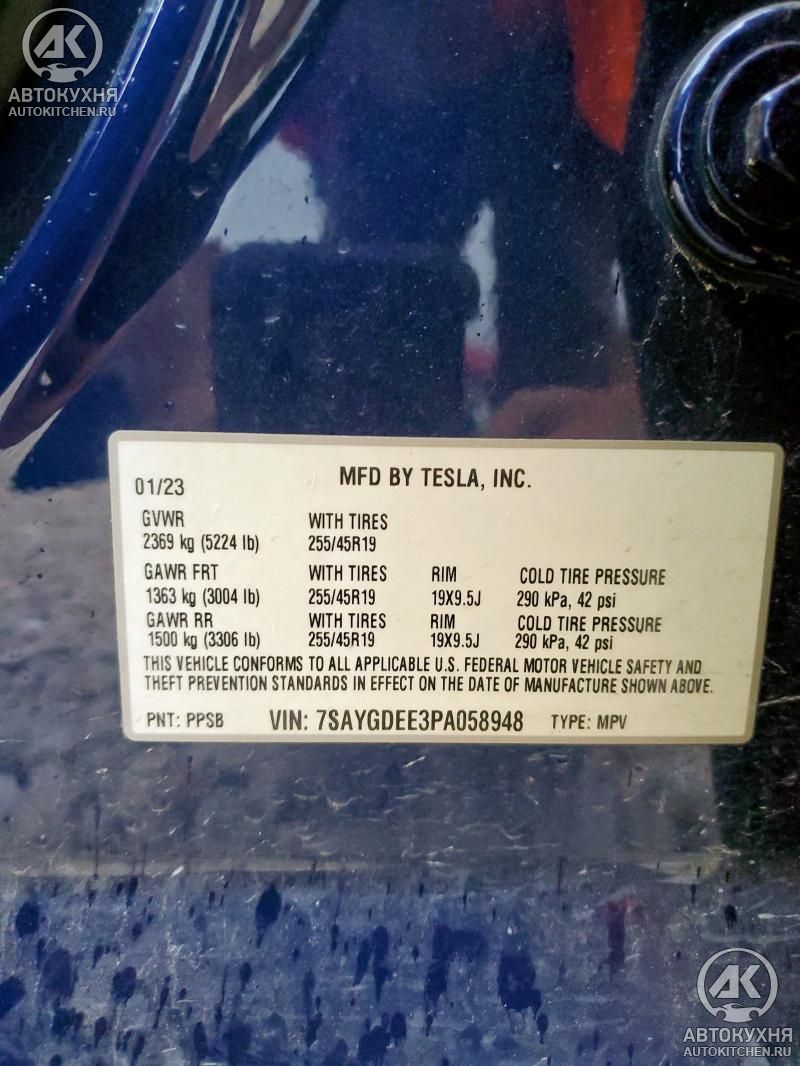 АК
АВТОКУХНЯ
AUTOKITCHEN.RU
01/23
MFD BY TESLA, INC.
GVWR WITH TIRES
2369 kg (5224 lb) 255/45R19
GAWR FRT WITH TIRES RIM COLD TIRE PRESSURE
1363 kg (3004 lb) 255/45R19 19X9.5J 290 kPa, 42 psi
GAWR RR WITH TIRES RIM COLD TIRE PRESSURE
1500 kg (3306 lb) 255/45R19 19X9.5J 290 kPa, 42 psi
THIS VEHICLE CONFORMS TO ALL APPLICABLE U.S. FEDERAL MOTOR VEHICLE SAFETY AND
THEFT PREVENTION STANDARDS IN EFFECT ON THE DATE OF MANUFACTURE SHOWN ABOVE.
PNT: PPSB VIN: 7SAYGDEE3PA058948 TYPE: MPV
АК
АВТОКУХНЯ
AUTOKITCHEN.RU